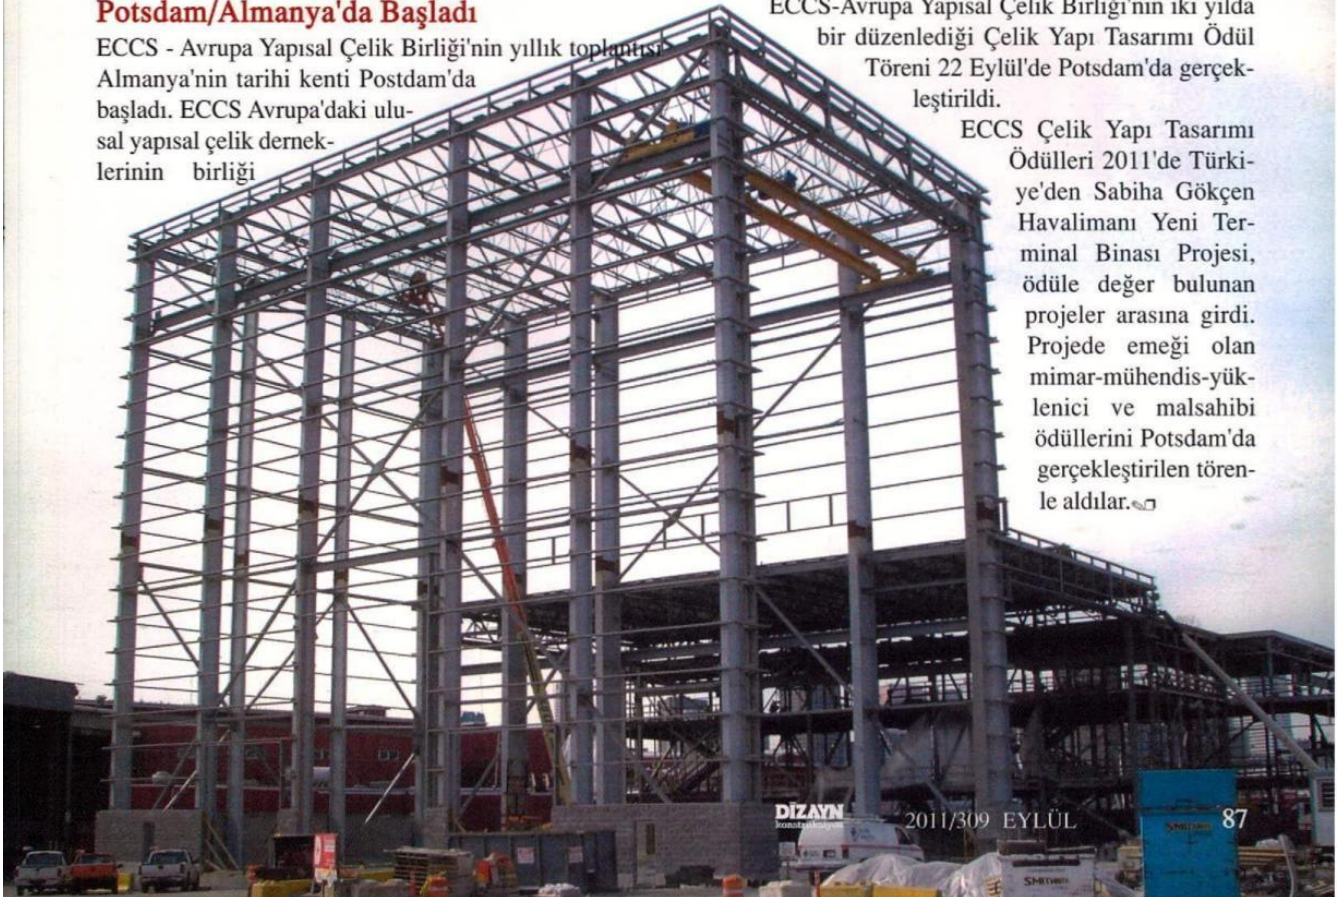 Potsdam/Almanya'da Başladı
ECCS - Avrupa Yapısal Çelik Birliği'nin yıllık toplantısı
Almanya'nin tarihi kenti Postdam'da
başladı. ECCS Avrupa'daki ulu-
sal yapısal çelik dernek-
lerinin birliği
ECCS-Avrupa Yapısal Çelik Birliği'nin iki yılda
bir düzenlediği Çelik Yapı Tasarımı Ödül
Töreni 22 Eylül'de Potsdam'da gerçek-
leştirildi.
ECCS Çelik Yapı Tasarımı
Ödülleri 2011'de Türki-
ye'den Sabiha Gökçen
Havalimanı Yeni Ter-
minal Binası Projesi,
ödüle değer bulunan
projeler arasına girdi.
Projede emeği olan
mimar-mühendis-yük-
lenici ve malsahibi
ödüllerini Potsdam'da
gerçekleştirilen tören-
le aldılar.
DİZAYN
konstrüksiyon
2011/309 EYLÜL
87